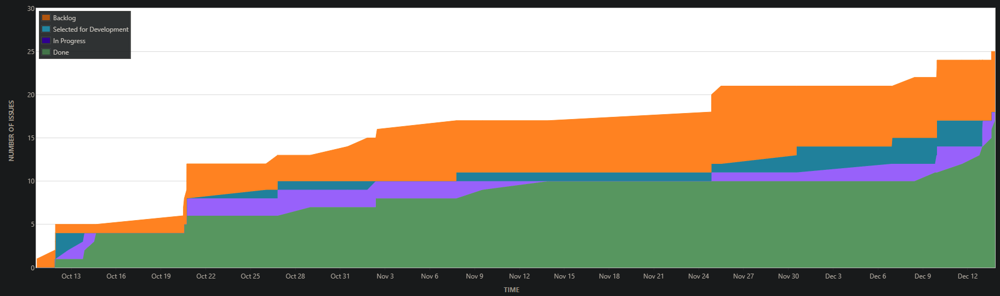 30
25
20
15
10
5
0
NUMBER OF ISSUES
Backlog
Selected for Development
In Progress
Done
Oct 13 Oct 16 Oct 19 Oct 22 Oct 25 Oct 28 Oct 31 Nov 3 Nov 6 Nov 9 Nov 12 Nov 15 Nov 18 Nov 21 Nov 24 Nov 27 Nov 30 Dec 3 Dec 6 Dec 9 Dec 12
TIME